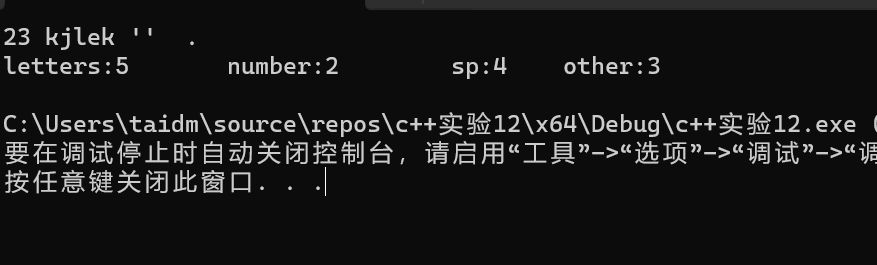 23 kjlek ''  .
letters:5       number:2        sp:4    other:3
C:\Users\taidm\source\repos\c++实验12\x64\Debug\c++实验12.exe (
要在调试停止时自动关闭控制台，请启用“工具”->“选项”->“调试”->“调
按任意键关闭此窗口. . .